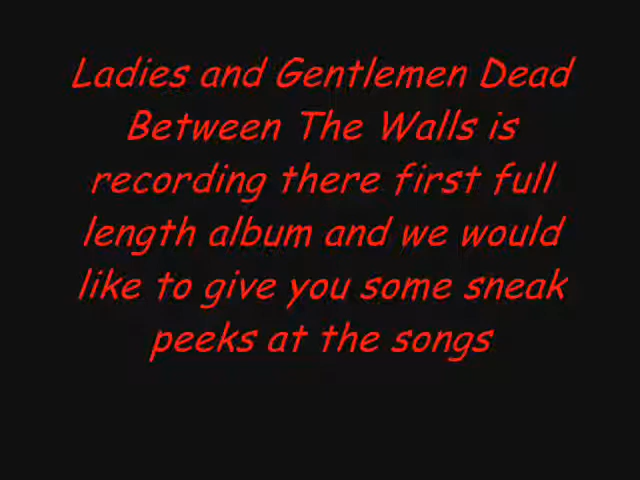 Ladies and Gentlemen Dead
Between The Walls is
recording there first full
length album and we would
like to give you some sneak
peeks at the songs